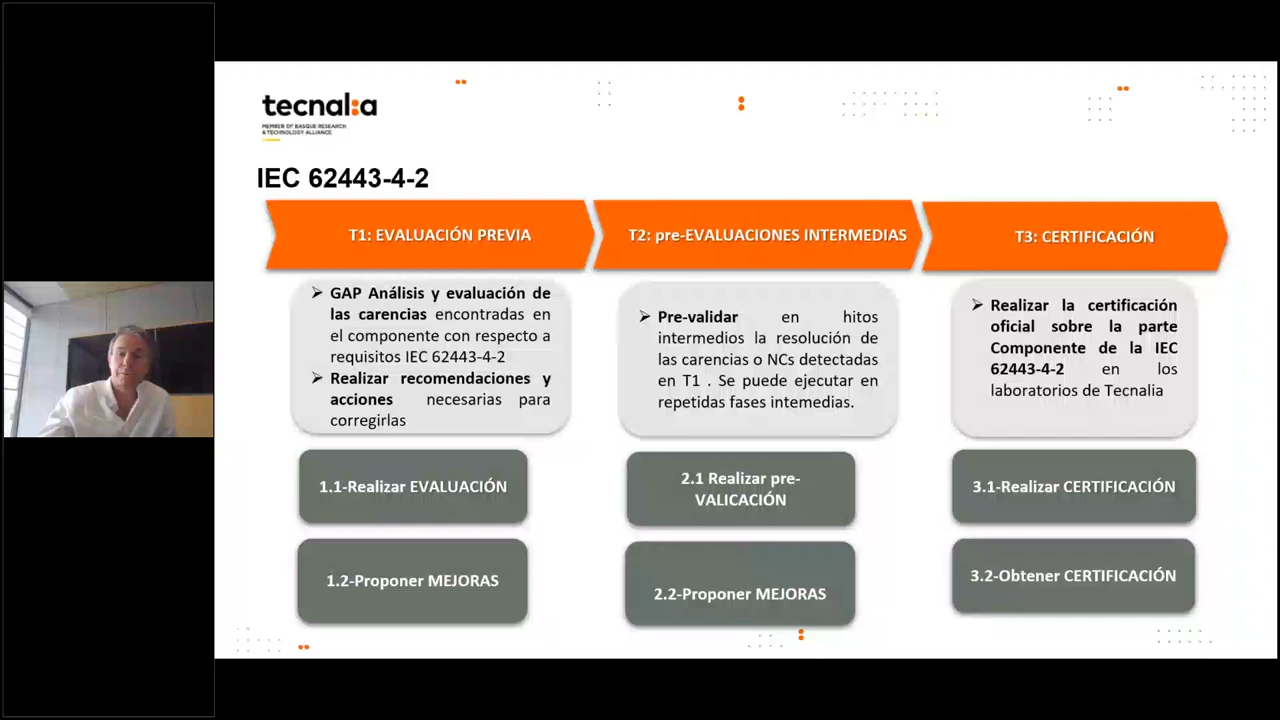 tecnal:a
MEMBER OF BASQUE RESEARCH
& TECHNOLOGY ALLIANCE
IEC 62443-4-2
T1: EVALUACIÓN PREVIA
➢ GAP Análisis y evaluación de
las carencias encontradas en
el componente con respecto a
requisitos IEC 62443-4-2
➢ Realizar recomendaciones y
acciones necesarias para
corregirlas
1.1-Realizar EVALUACIÓN
1.2-Proponer MEJORAS
T2: pre-EVALUACIONES INTERMEDIAS
➢ Pre-validar en hitos
intermedios la resolución de
las carencias o NCs detectadas
en T1 . Se puede ejecutar en
repetidas fases intemedias.
2.1 Realizar pre-
VALICACIÓN
2.2-Proponer MEJORAS
T3: CERTIFICACIÓN
➢ Realizar la certificación
oficial sobre la parte
Componente de la IEC
62443-4-2 en los
laboratorios de Tecnalia
3.1-Realizar CERTIFICACIÓN
3.2-Obtener CERTIFICACIÓN